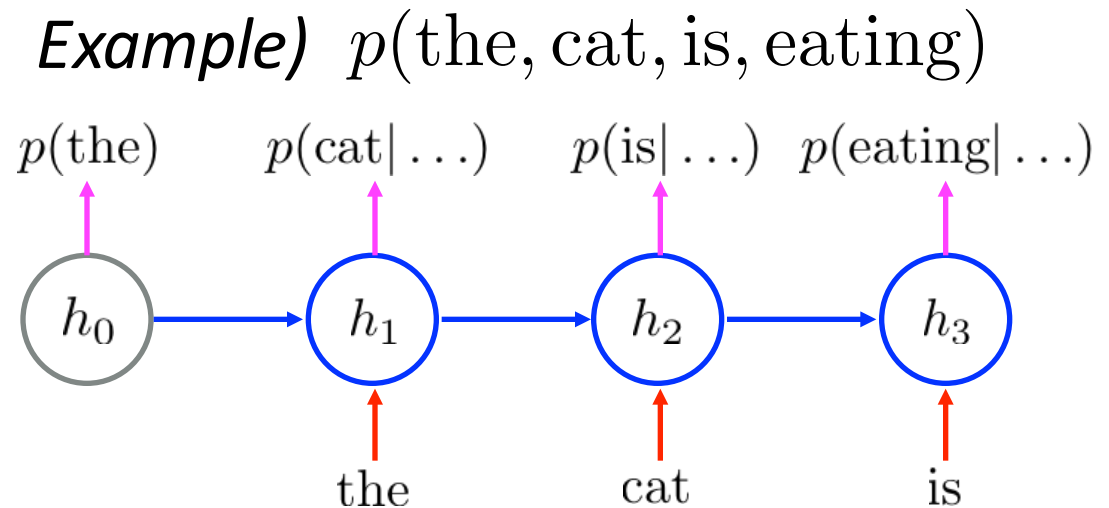 Example) p(the, cat, is, eating)
p(the) p(cat| ...) p(is| ...) p(eating| ...)
h₀ h₁ h₂ h₃
the cat is